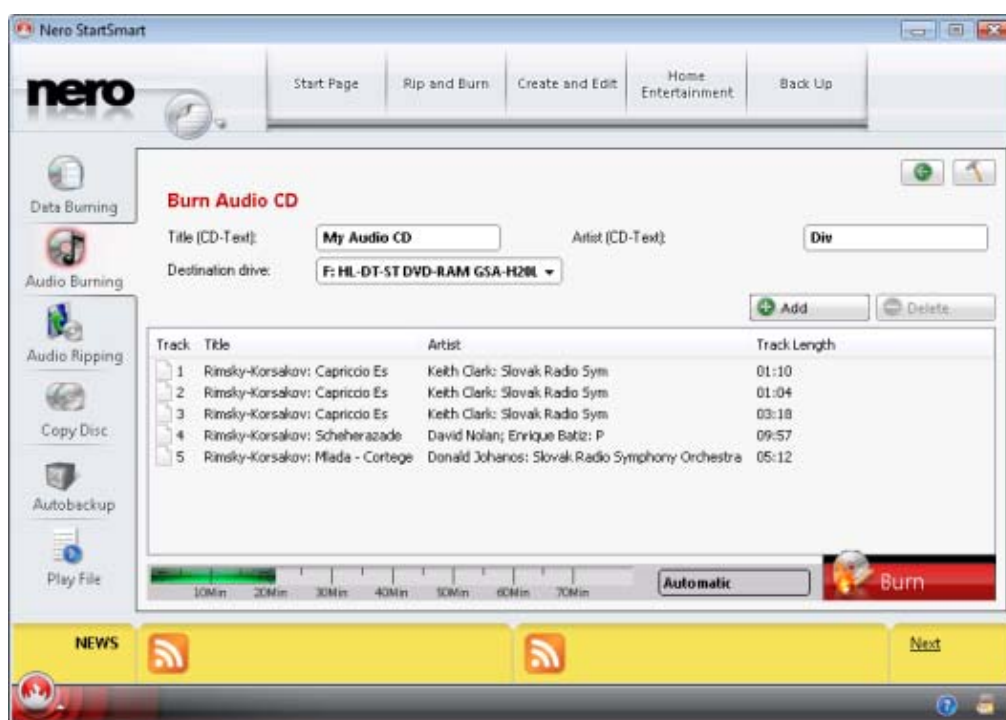 Nero StartSmart
nero
Start Page
Rip and Burn
Create and Edit
Home
Entertainment
Back Up
Data Burning
Audio Burning
Audio Ripping
Copy Disc
Autobackup
Play File
Burn Audio CD
Title (CD-Text):
My Audio CD
Artist (CD-Text):
Div
Destination drive:
F: HL-DT-ST DVD-RAM GSA-H20L
Add
Delete
Track Title Artist Track Length
1 Rimsky-Korsakov: Capriccio Es Keith Clark: Slovak Radio Sym 01:10
2 Rimsky-Korsakov: Capriccio Es Keith Clark: Slovak Radio Sym 01:04
3 Rimsky-Korsakov: Capriccio Es Keith Clark: Slovak Radio Sym 03:18
4 Rimsky-Korsakov: Scheherazade David Nolan; Enrique Batiz: P 09:57
5 Rimsky-Korsakov: Mlada - Cortege Donald Johanos: Slovak Radio Symphony Orchestra 05:12
10Min 20Min 30Min 40Min 50Min 60Min 70Min
Automatic
Burn
NEWS
Next